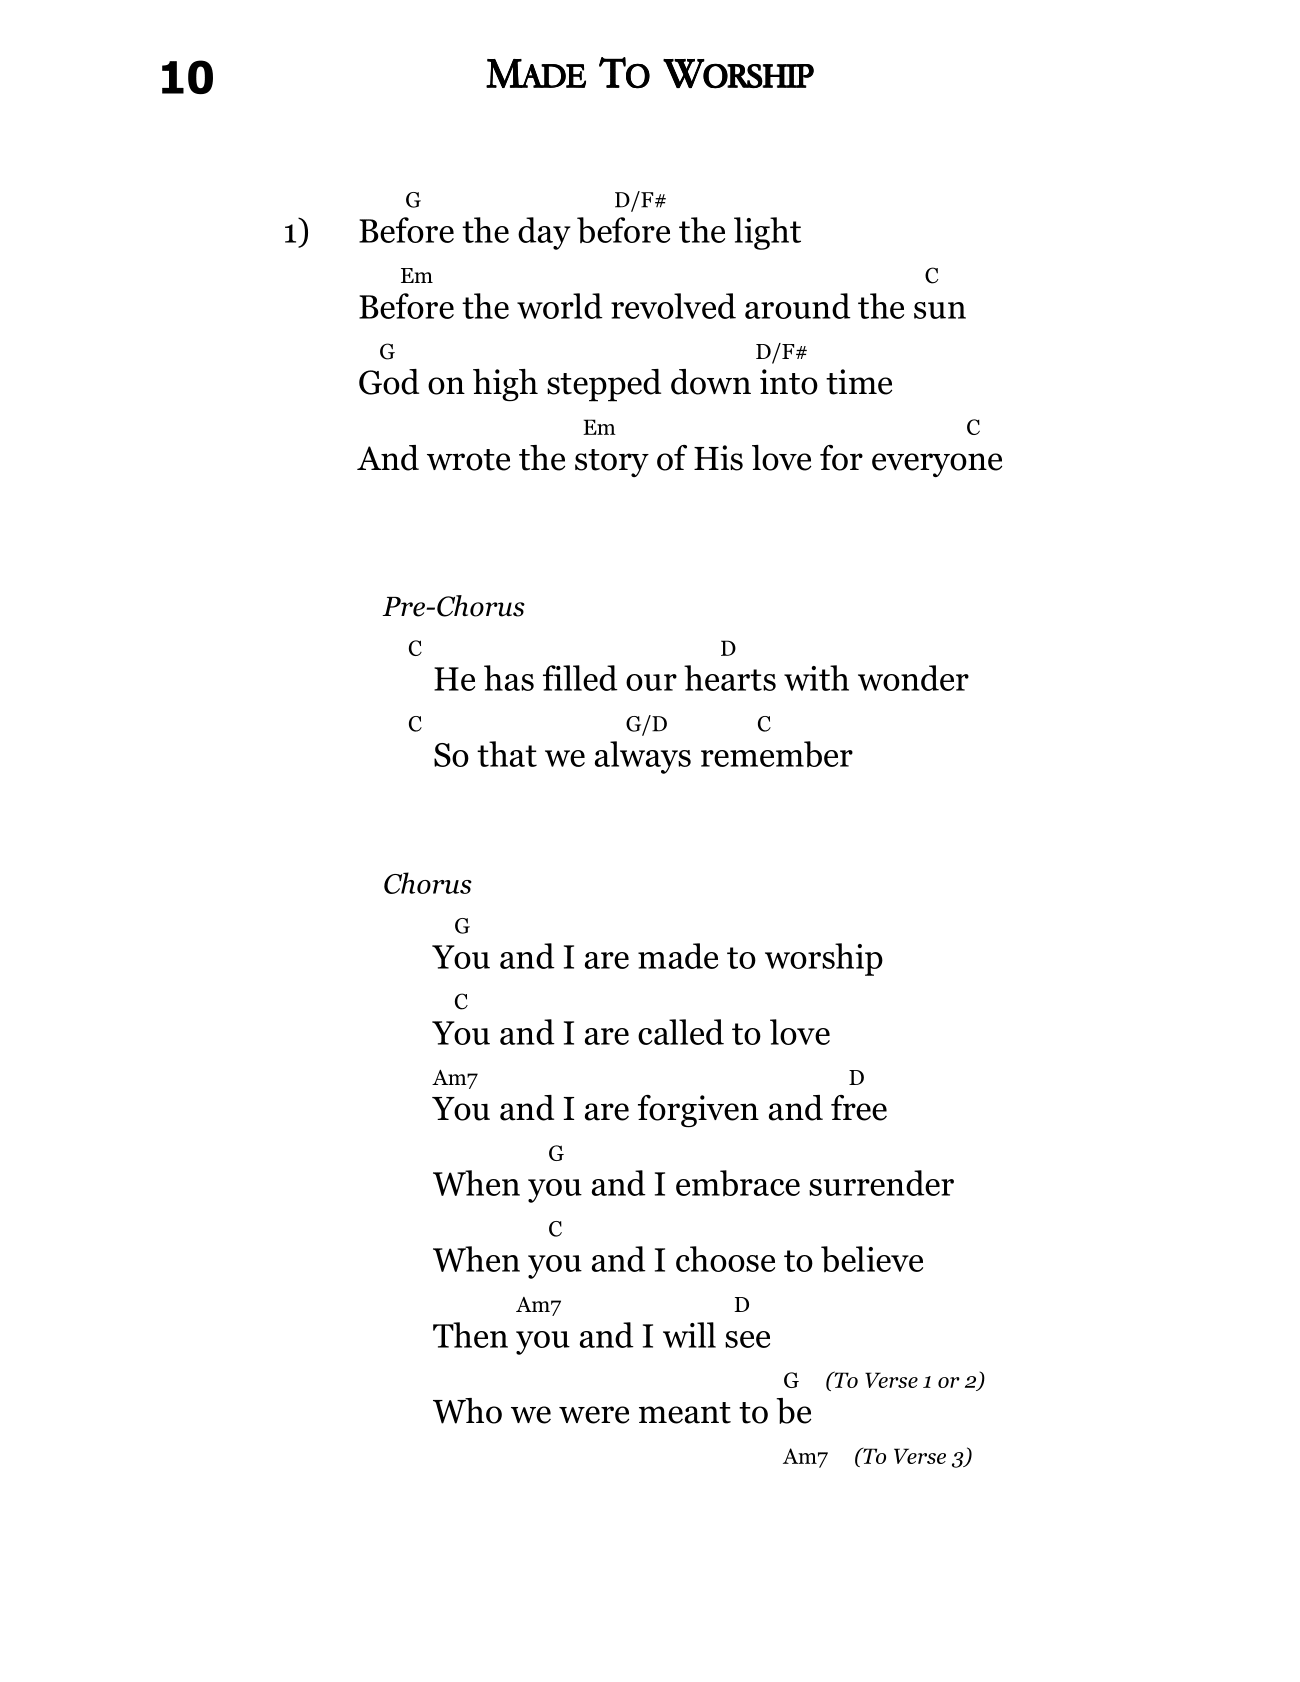 10 MADE TO WORSHIP
G D/F#
1) Before the day before the light
Em C
Before the world revolved around the sun
G D/F#
God on high stepped down into time
Em C
And wrote the story of His love for everyone
Pre-Chorus
C D
He has filled our hearts with wonder
C G/D C
So that we always remember
Chorus
G
You and I are made to worship
C
You and I are called to love
Am7 D
You and I are forgiven and free
G
When you and I embrace surrender
C
When you and I choose to believe
Am7 D
Then you and I will see
G (To Verse 1 or 2)
Who we were meant to be
Am7 (To Verse 3)